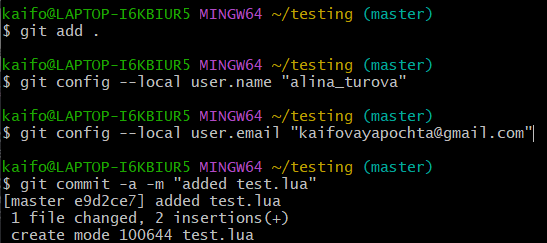 kaifo@LAPTOP-I6KBIUR5 MINGW64 ~/testing (master)
$ git add .
kaifo@LAPTOP-I6KBIUR5 MINGW64 ~/testing (master)
$ git config --local user.name "alina_turova"
kaifo@LAPTOP-I6KBIUR5 MINGW64 ~/testing (master)
$ git config --local user.email "kaifovayapochta@gmail.com"
kaifo@LAPTOP-I6KBIUR5 MINGW64 ~/testing (master)
$ git commit -a -m "added test.lua"
[master e9d2ce7] added test.lua
 1 file changed, 2 insertions(+)
 create mode 100644 test.lua